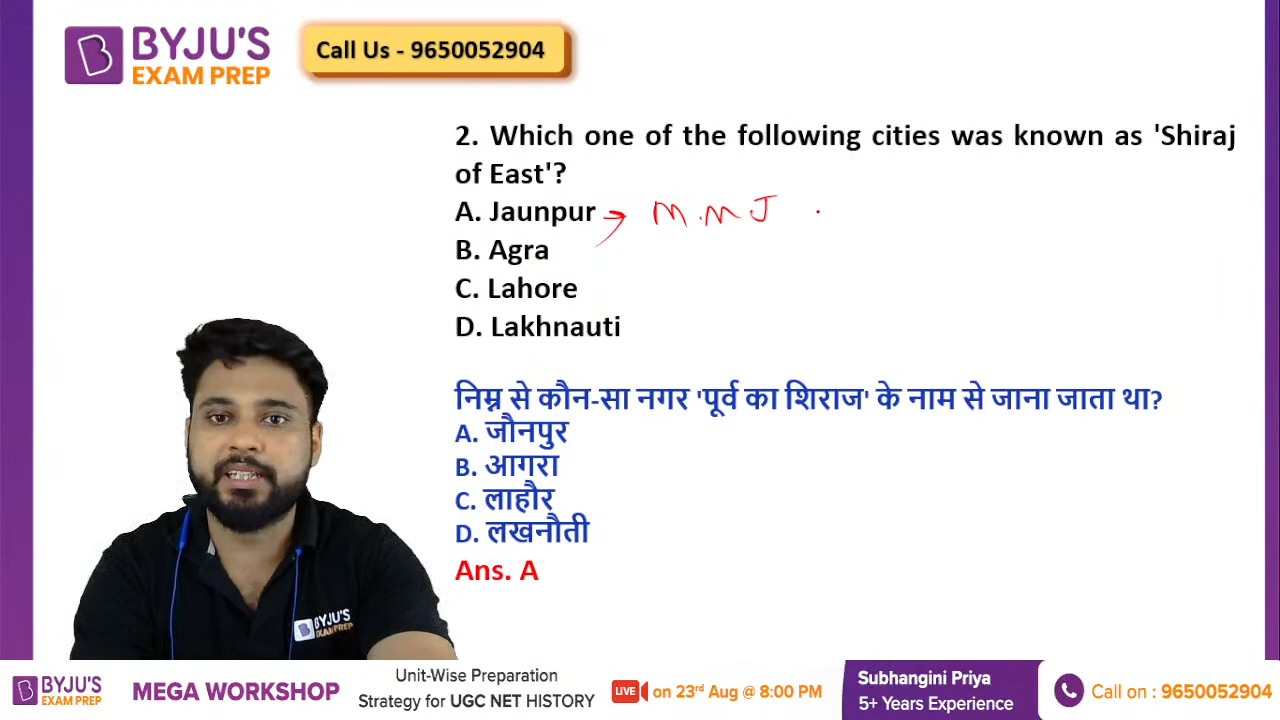 BYJU'S
EXAM PREP
Call Us - 9650052904
2. Which one of the following cities was known as 'Shiraj
of East'?
A. Jaunpur → M.MJ .
B. Agra
C. Lahore
D. Lakhnauti
निम्न से कौन-सा नगर 'पूर्व का शिराज' के नाम से जाना जाता था?
A. जौनपुर
B. आगरा
C. लाहौर
D. लखनौती
Ans. A
BYJU'S
EXAM PREP
BYJU'S
EXAM PREP
MEGA WORKSHOP
Unit-Wise Preparation
Strategy for UGC NET HISTORY
LIVE on 23rd Aug @ 8:00 PM
Subhangini Priya
5+ Years Experience
Call on : 9650052904